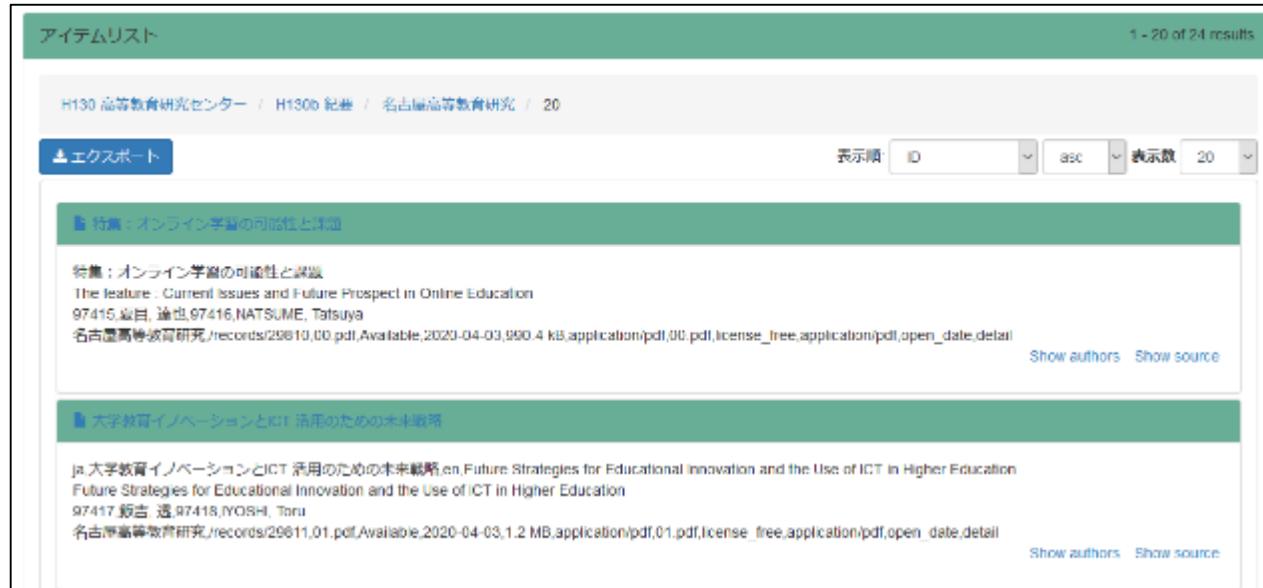 アイテムリスト 1 - 20 of 24 results
H130 高等教育研究センター / H130b 紀要 / 名古屋高等教育研究 / 20
エクスポート 表示順: ID asc 表示数 20
特集：オンライン学習の可能性と課題
特集：オンライン学習の可能性と課題
The feature : Current Issues and Future Prospect in Online Education
97415,夏目, 達也,97416,NATSUME, Tatsuya
名古屋高等教育研究,/records/29810,00.pdf,Available,2020-04-03,990.4 kB,application/pdf,00.pdf,license_free,application/pdf,open_date,detail
Show authors Show source
大学教育イノベーションとICT 活用のための未来戦略
ja,大学教育イノベーションとICT 活用のための未来戦略,en,Future Strategies for Educational Innovation and the Use of ICT in Higher Education
Future Strategies for Educational Innovation and the Use of ICT in Higher Education
97417,飯吉, 透,97418,IIYOSHI, Toru
名古屋高等教育研究,/records/29811,01.pdf,Available,2020-04-03,1.2 MB,application/pdf,01.pdf,license_free,application/pdf,open_date,detail
Show authors Show source